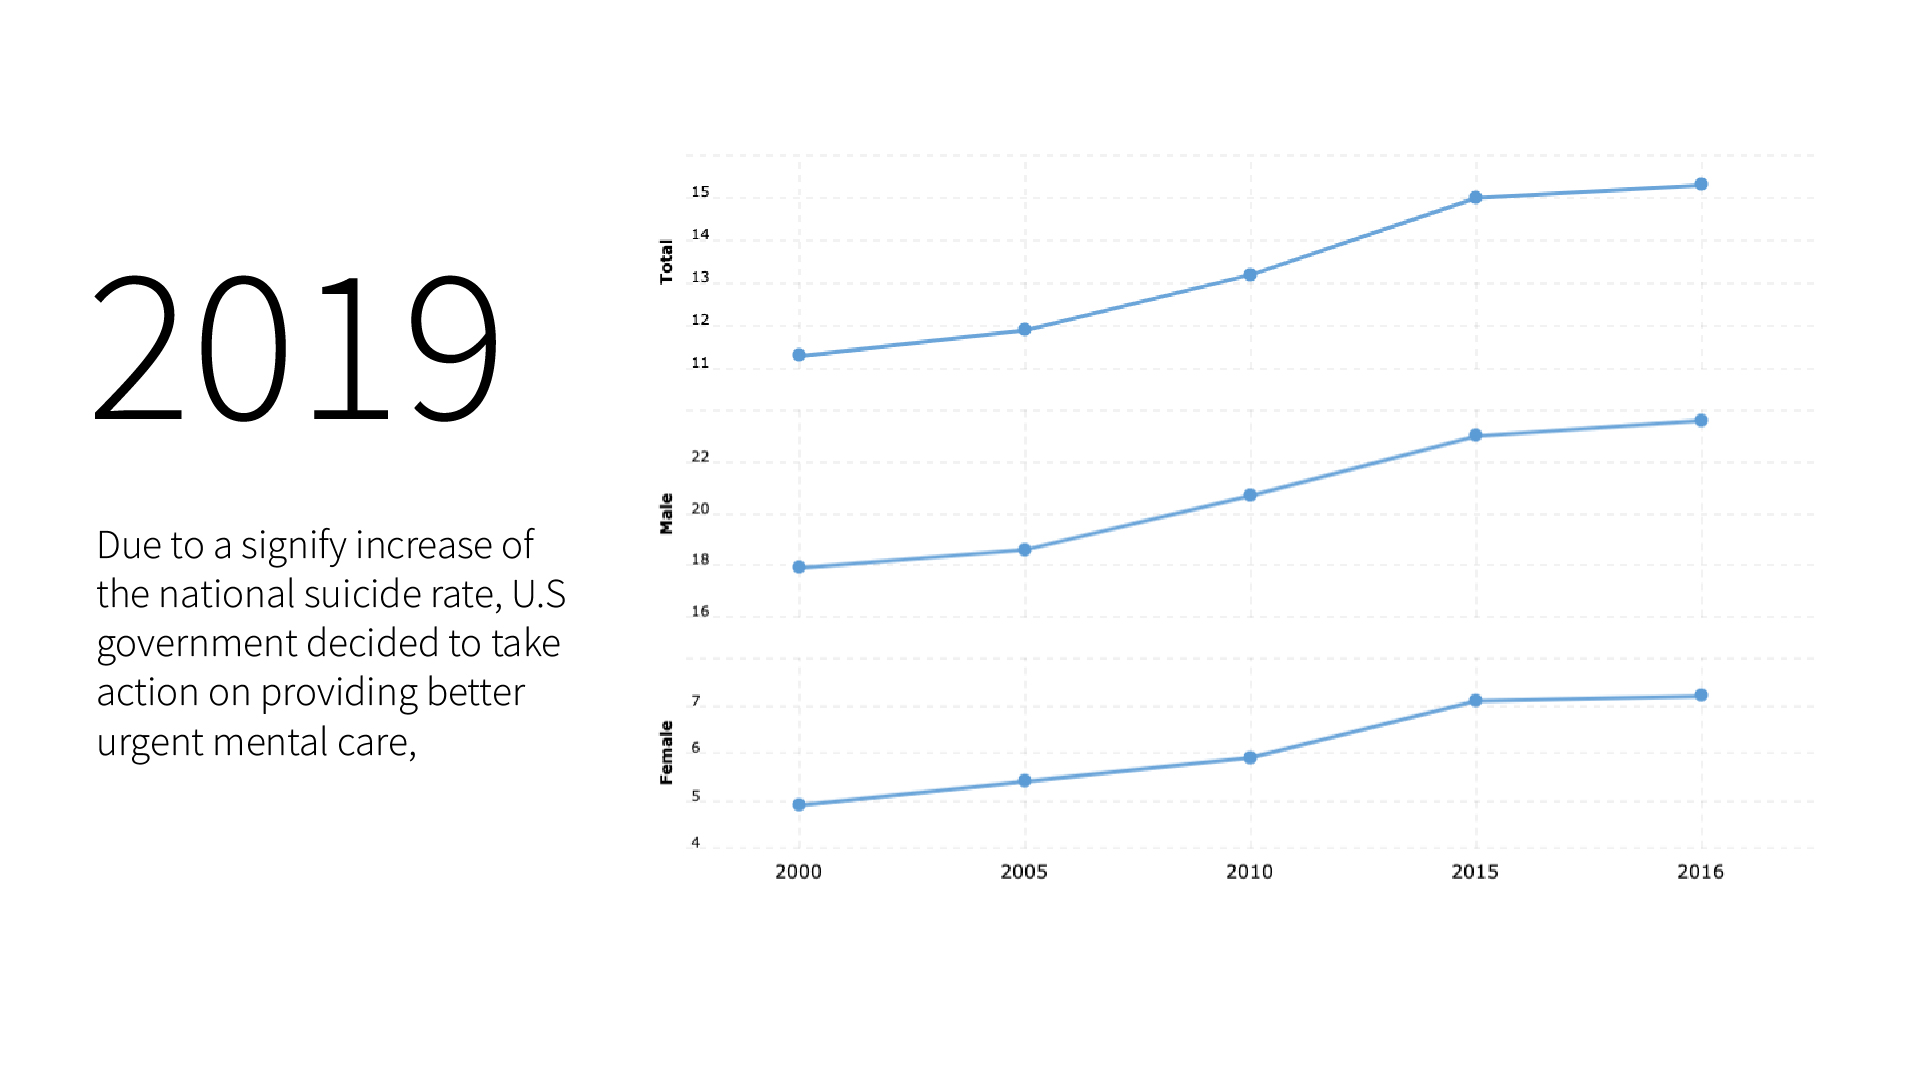 2019
Due to a signify increase of
the national suicide rate, U.S
government decided to take
action on providing better
urgent mental care,
Total
15
14
13
12
11
Male
22
20
18
16
Female
7
6
5
4
2000 2005 2010 2015 2016